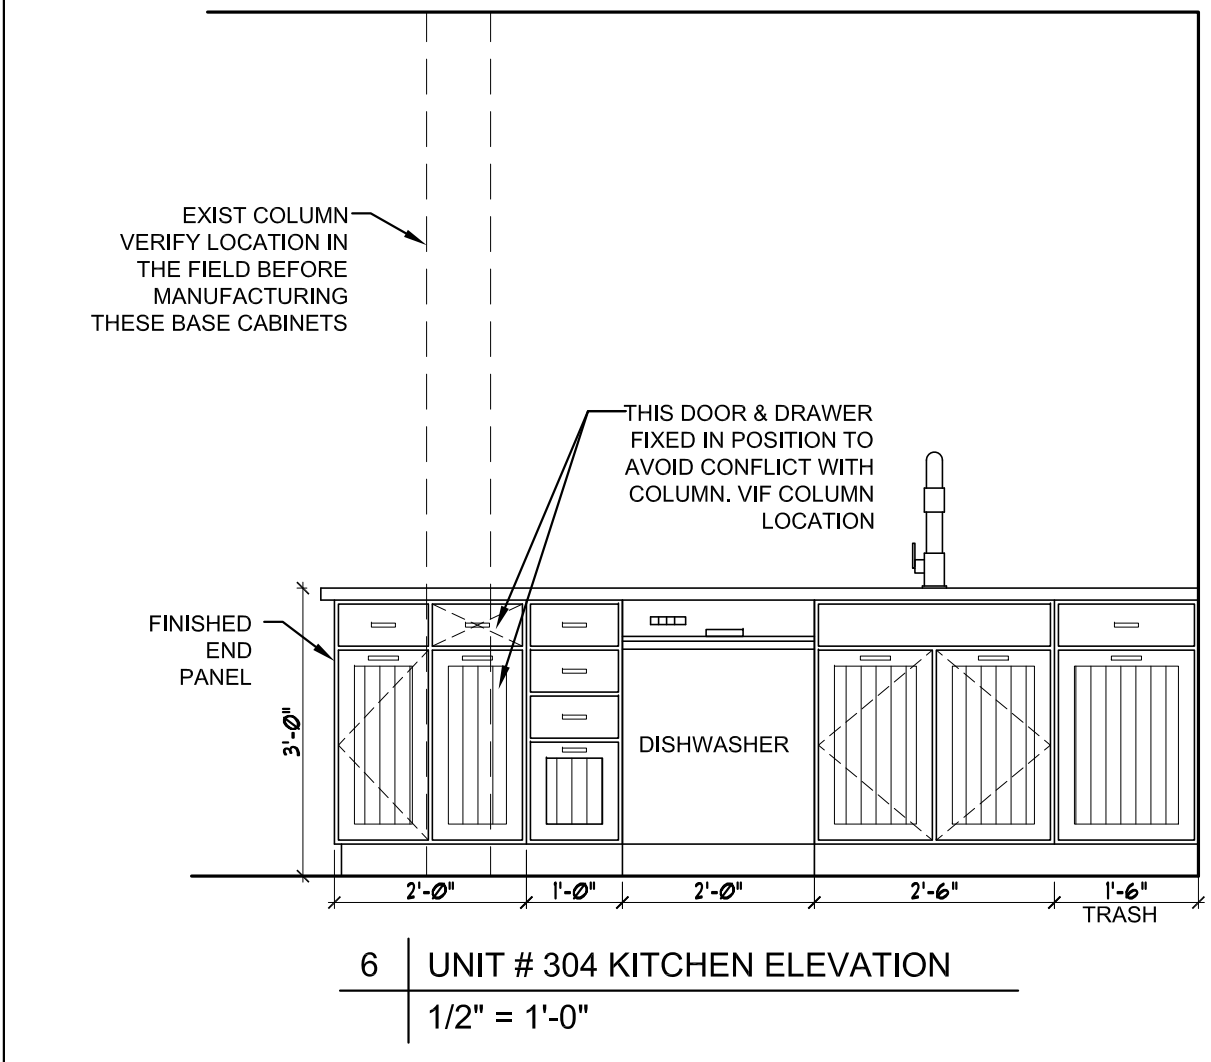 EXIST COLUMN
VERIFY LOCATION IN
THE FIELD BEFORE
MANUFACTURING
THESE BASE CABINETS
THIS DOOR & DRAWER
FIXED IN POSITION TO
AVOID CONFLICT WITH
COLUMN. VIF COLUMN
LOCATION
FINISHED
END
PANEL
3'-0"
DISHWASHER
2'-0"
1'-0"
2'-0"
2'-6"
1'-6"
TRASH
6
UNIT # 304 KITCHEN ELEVATION
1/2" = 1'-0"